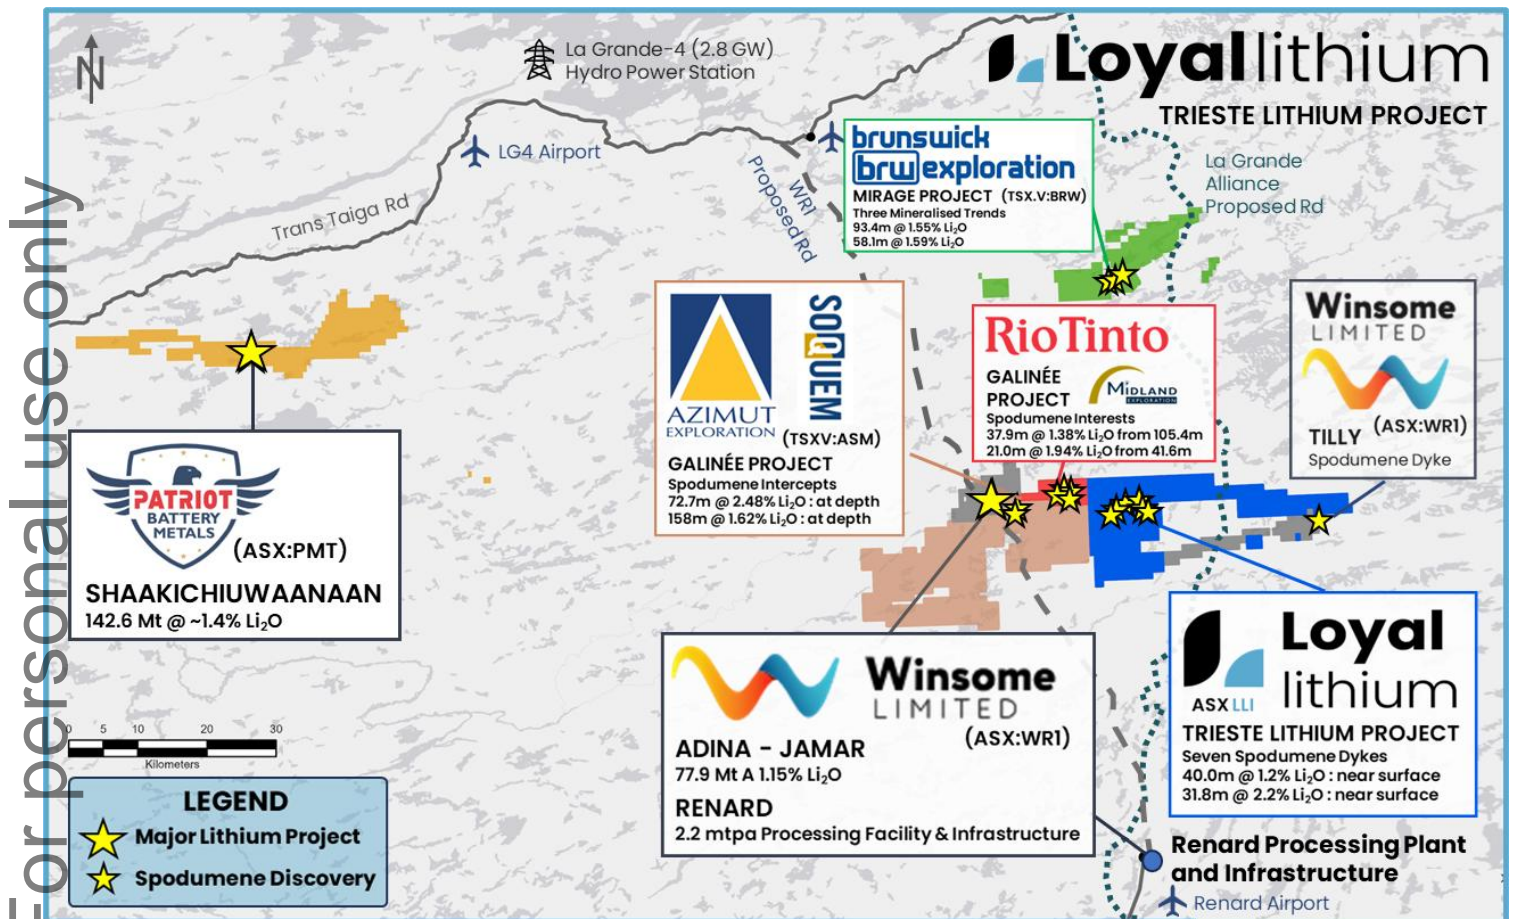 For personal use only
N
La Grande-4 (2.8 GW)
Hydro Power Station
Loyal lithium
TRIESTE LITHIUM PROJECT
LG4 Airport
Trans Taiga Rd
WR1
Proposed Rd
brunswick
brw exploration
MIRAGE PROJECT (TSX.V:BRW)
Three Mineralised Trends
93.4m @ 1.55% Li₂O
58.1m @ 1.59% Li₂O
La Grande
Alliance
Proposed Rd
AZIMUT
EXPLORATION
SOQUEM
(TSXV:ASM)
GALINÉE PROJECT
Spodumene Intercepts
72.7m @ 2.48% Li₂O : at depth
158m @ 1.62% Li₂O : at depth
RioTinto
GALINÉE
PROJECT
MIDLAND
EXPLORATION
Spodumene Interests
37.9m @ 1.38% Li₂O from 105.4m
21.0m @ 1.94% Li₂O from 41.6m
Winsome
LIMITED
(ASX:WR1)
TILLY
Spodumene Dyke
PATRIOT
BATTERY
METALS
(ASX:PMT)
SHAAKICHIUWAANAAN
142.6 Mt @ ~1.4% Li₂O
Winsome
LIMITED
(ASX:WR1)
ADINA - JAMAR
77.9 Mt A 1.15% Li₂O
RENARD
2.2 mtpa Processing Facility & Infrastructure
Loyal
lithium
ASX LLI
TRIESTE LITHIUM PROJECT
Seven Spodumene Dykes
40.0m @ 1.2% Li₂O : near surface
31.8m @ 2.2% Li₂O : near surface
0 5 10 20 30
Kilometers
LEGEND
Major Lithium Project
Spodumene Discovery
Renard Processing Plant
and Infrastructure
Renard Airport